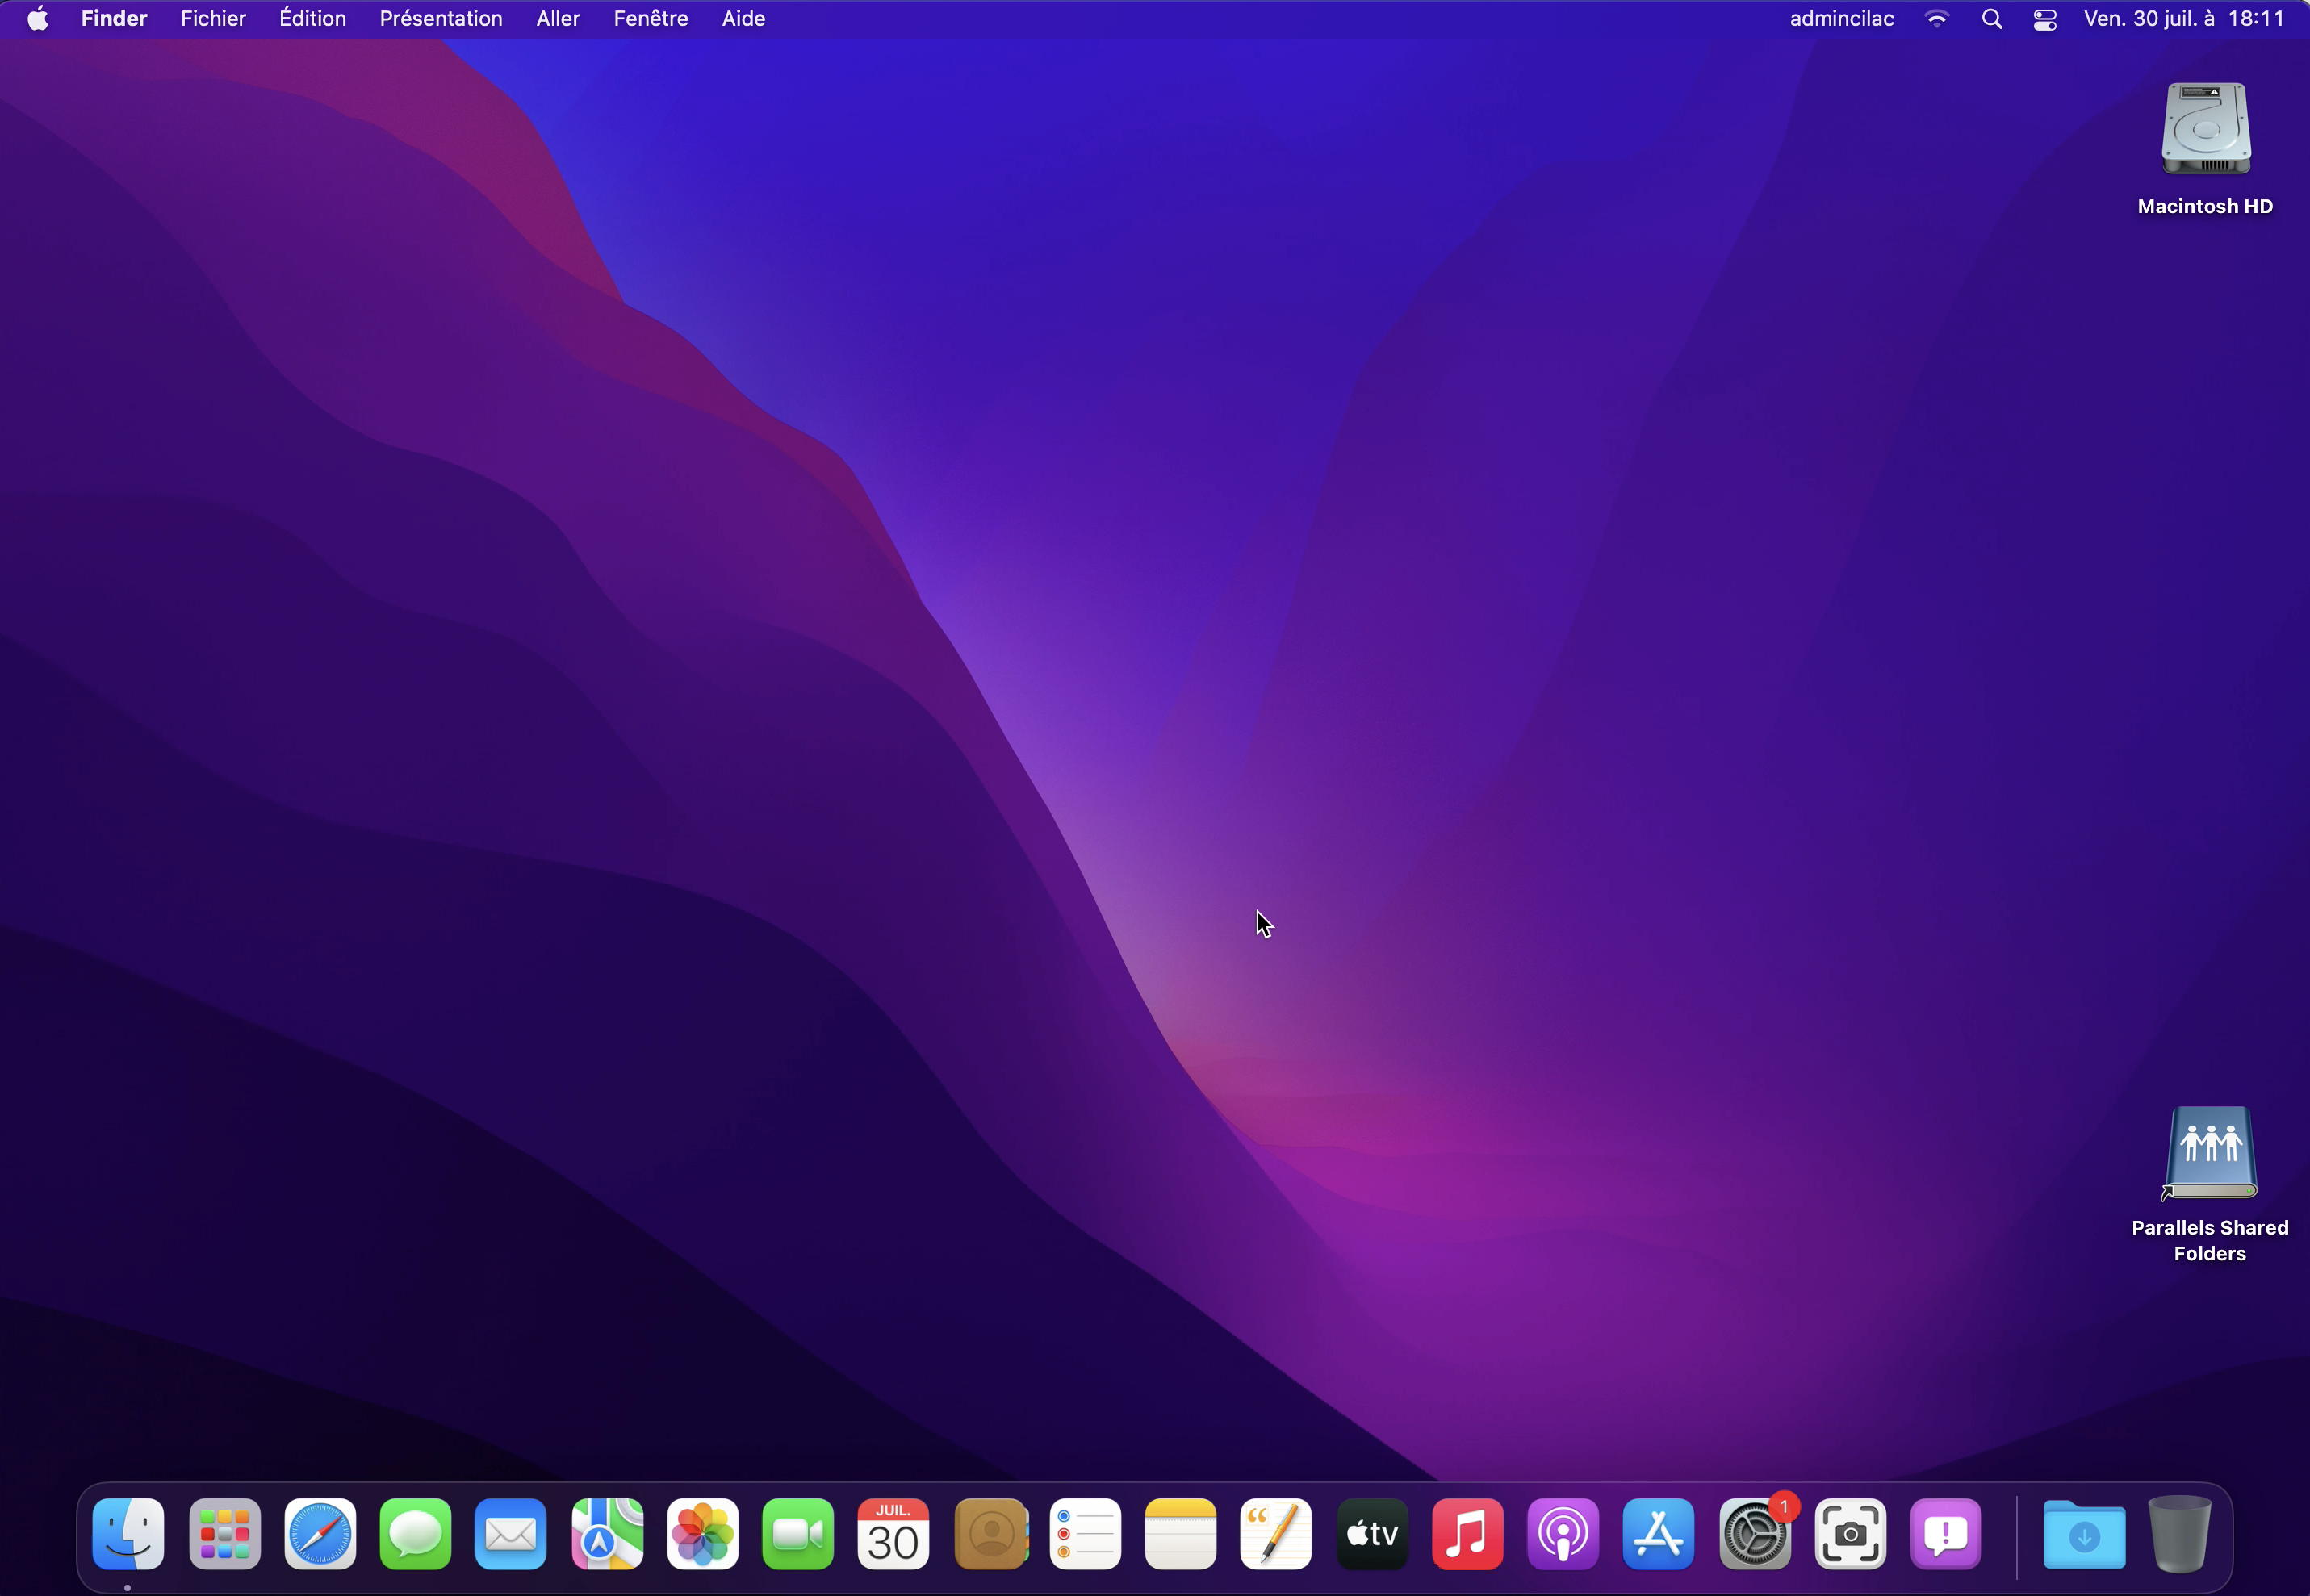 Finder Fichier Édition Présentation Aller Fenêtre Aide admincilac Ven. 30 juil. à 18:11
Macintosh HD
Parallels Shared
Folders
1
JUIL.
30
tv